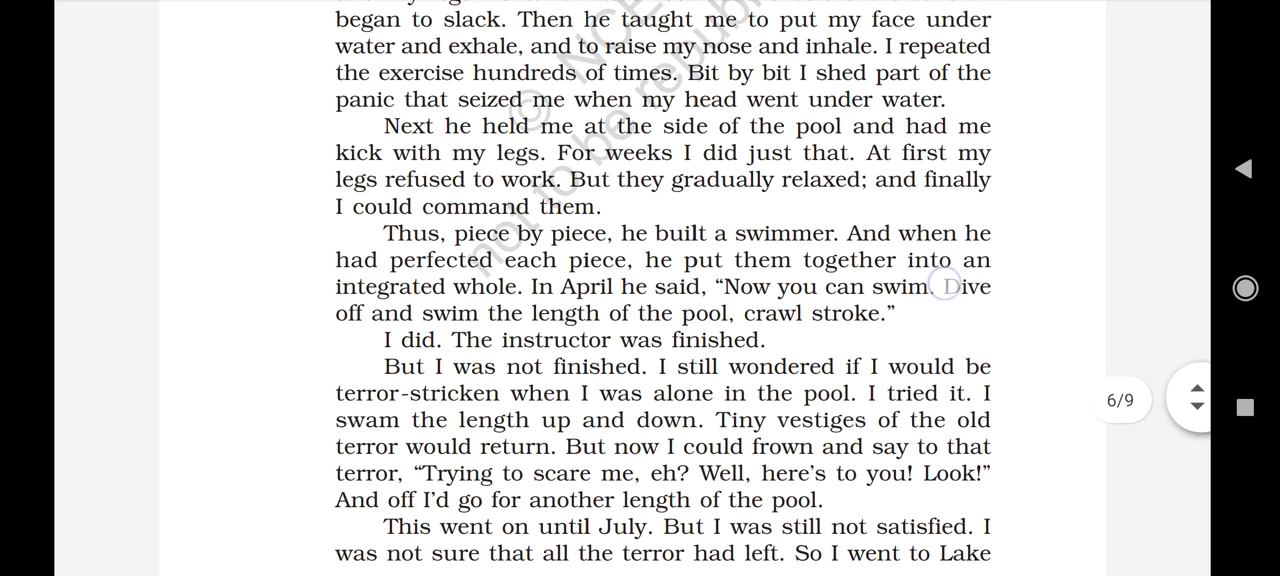 began to slack. Then he taught me to put my face under
water and exhale, and to raise my nose and inhale. I repeated
the exercise hundreds of times. Bit by bit I shed part of the
panic that seized me when my head went under water.
Next he held me at the side of the pool and had me
kick with my legs. For weeks I did just that. At first my
legs refused to work. But they gradually relaxed; and finally
I could command them.
Thus, piece by piece, he built a swimmer. And when he
had perfected each piece, he put them together into an
integrated whole. In April he said, “Now you can swim. Dive
off and swim the length of the pool, crawl stroke.”
I did. The instructor was finished.
But I was not finished. I still wondered if I would be
terror-stricken when I was alone in the pool. I tried it. I
swam the length up and down. Tiny vestiges of the old
terror would return. But now I could frown and say to that
terror, “Trying to scare me, eh? Well, here’s to you! Look!”
And off I’d go for another length of the pool.
This went on until July. But I was still not satisfied. I
was not sure that all the terror had left. So I went to Lake
6/9
not to be